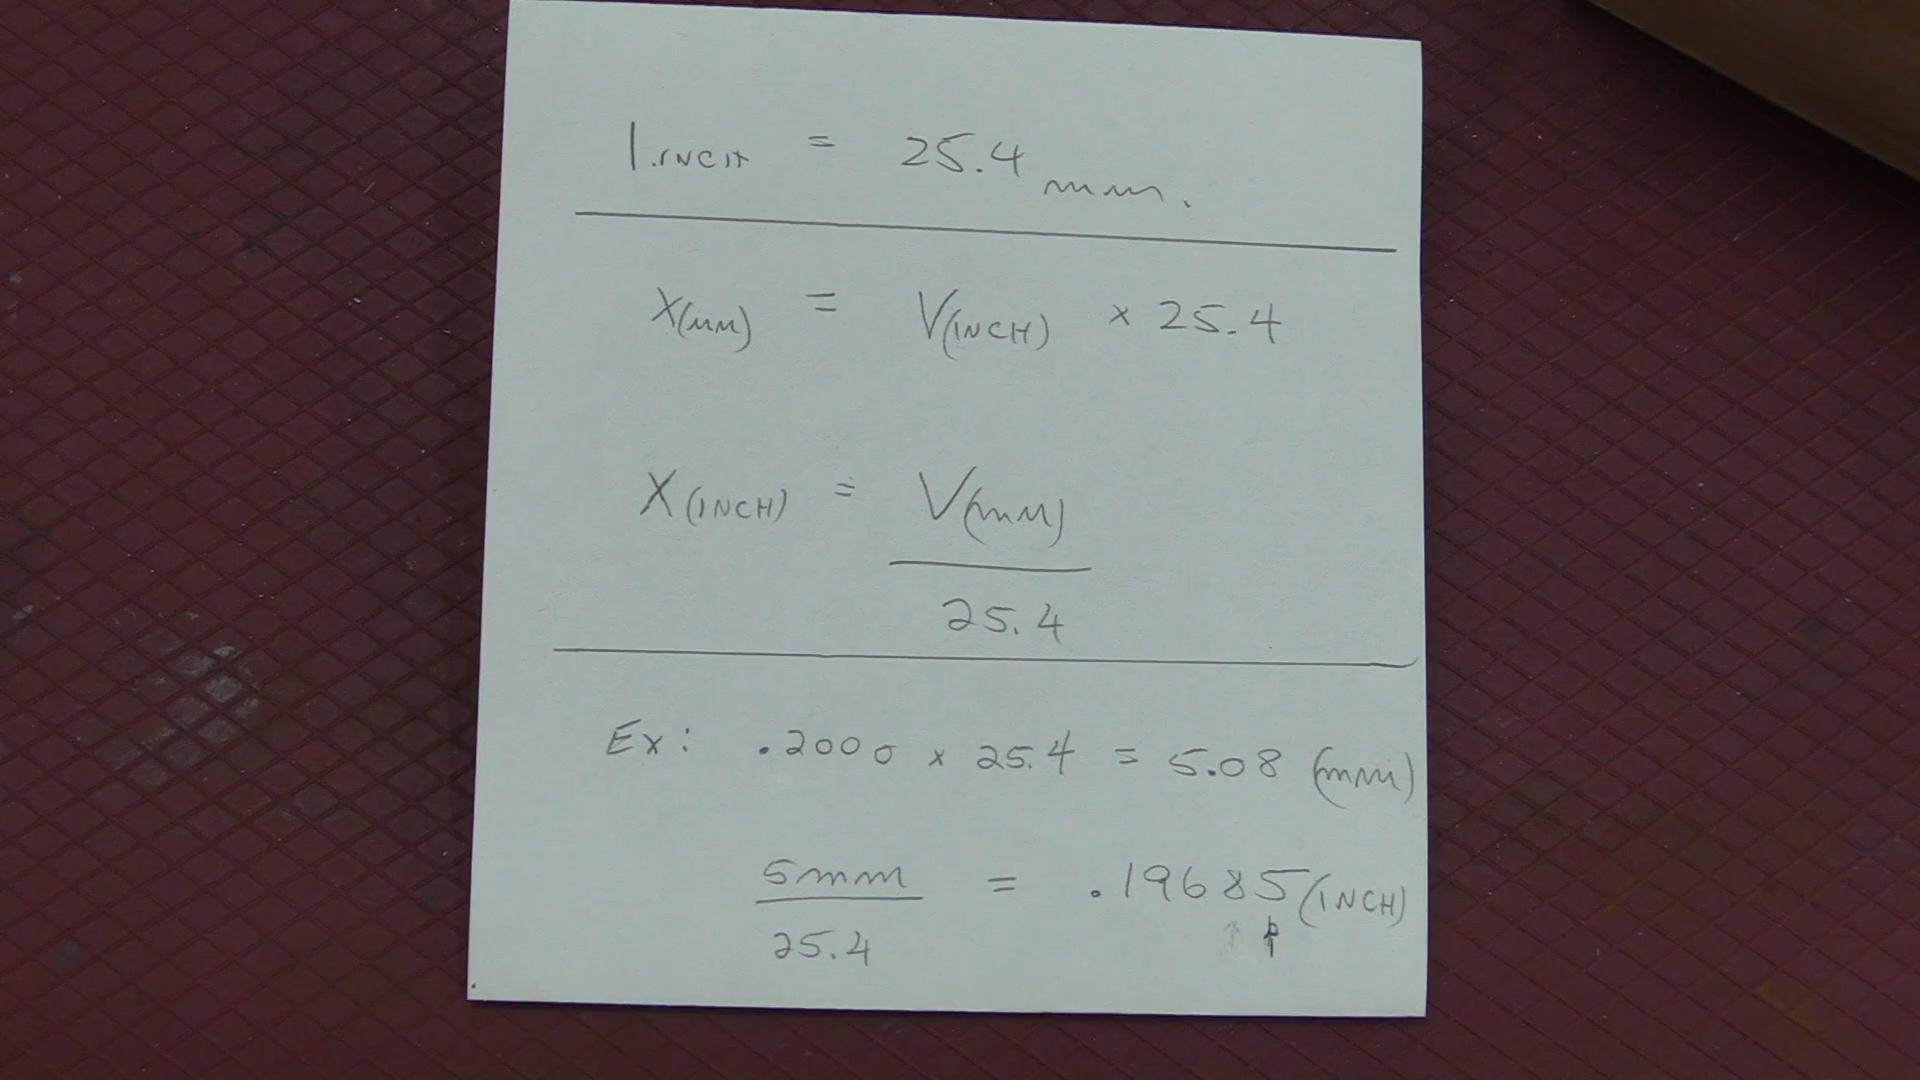 1 INCH = 25.4 mm.
X(MM) = V(INCH) × 25.4
X(INCH) = V(mm)
25.4
Ex: .2000 × 25.4 = 5.08 (mm)
5mm = .19685 (INCH)
25.4